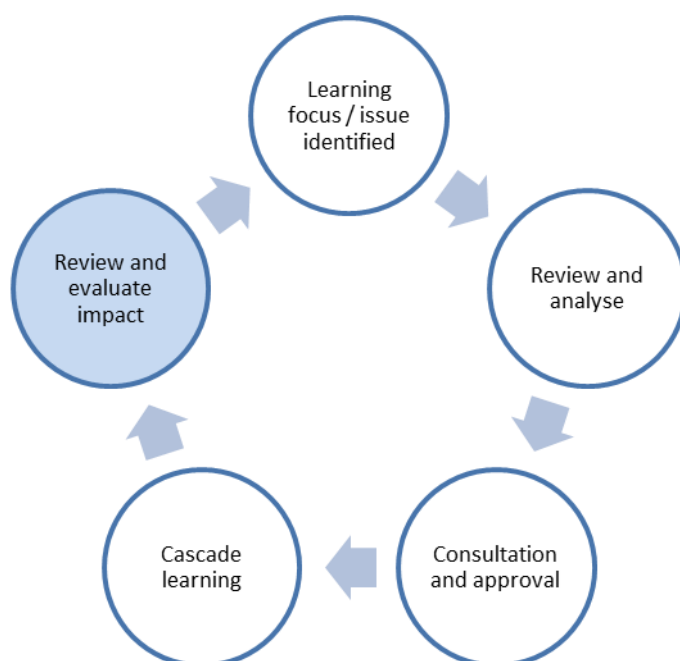 Learning
focus / issue
identified
Review and
analyse
Consultation
and approval
Cascade
learning
Review and
evaluate
impact